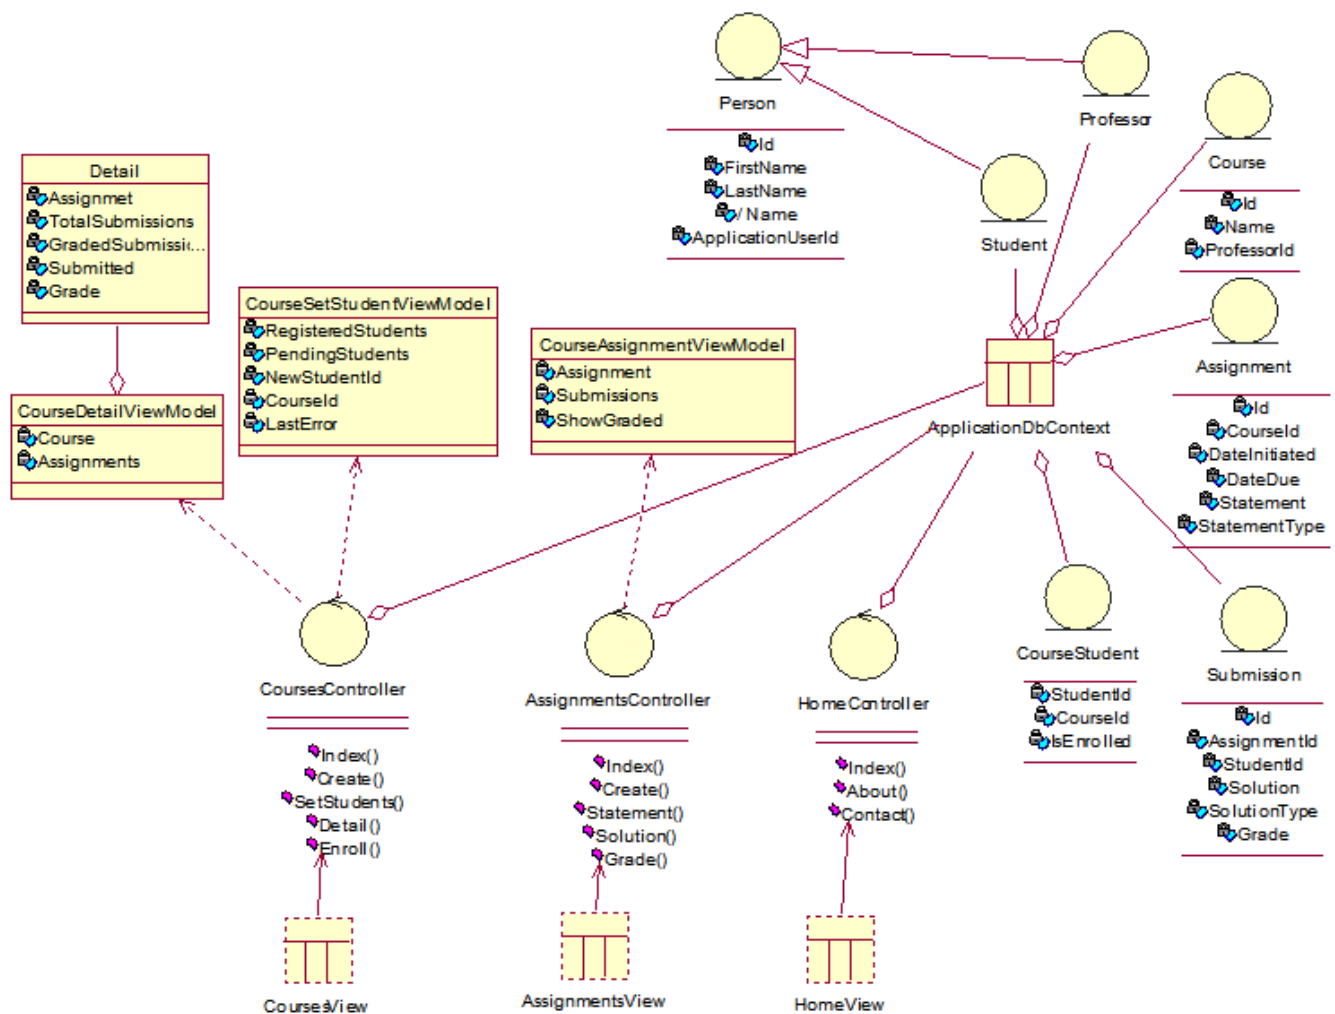 Person
Id
FirstName
LastName
/ Name
ApplicationUserId
Professor
Course
Id
Name
ProfessorId
Student
Detail
Assignmet
TotalSubmissions
GradedSubmissi...
Submitted
Grade
CourseSetStudentViewModel
RegisteredStudents
PendingStudents
NewStudentId
CourseId
LastError
CourseAssignmentViewModel
Assignment
Submissions
ShowGraded
CourseDetailViewModel
Course
Assignments
ApplicationDbContext
Assignment
Id
CourseId
DateInitiated
DateDue
Statement
StatementType
CoursesController
Index()
Create()
SetStudents()
Detail()
Enroll()
AssignmentsController
Index()
Create()
Statement()
Solution()
Grade()
HomeController
Index()
About()
Contact()
CourseStudent
StudentId
CourseId
IsEnrolled
Submission
Id
AssignmentId
StudentId
Solution
SolutionType
Grade
CoursesView
AssignmentsView
HomeView